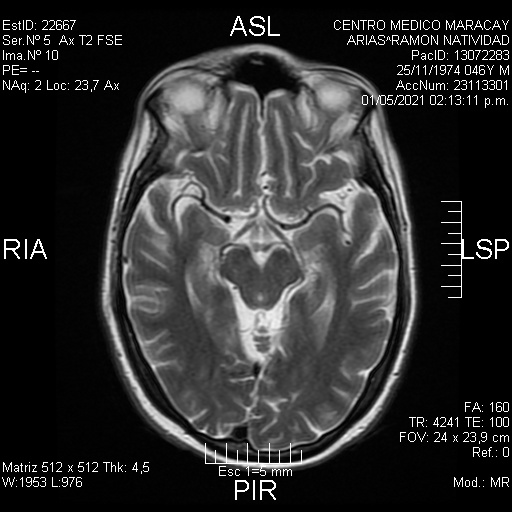 EstID: 22667
Ser.Nº 5 Ax T2 FSE
Ima.Nº 10
PE= --
NAq: 2 Loc: 23,7 Ax
ASL
CENTRO MEDICO MARACAY
ARIAS^RAMON NATIVIDAD
PacID: 13072283
25/11/1974 046Y M
AccNum: 23113301
01/05/2021 02:13:11 p.m.
RIA
LSP
Matriz 512 x 512 Thk: 4,5
W:1953 L:976
Esc 1=5 mm
PIR
FA: 160
TR: 4241 TE: 100
FOV: 24 x 23,9 cm
Ref.: 0
Mod.: MR